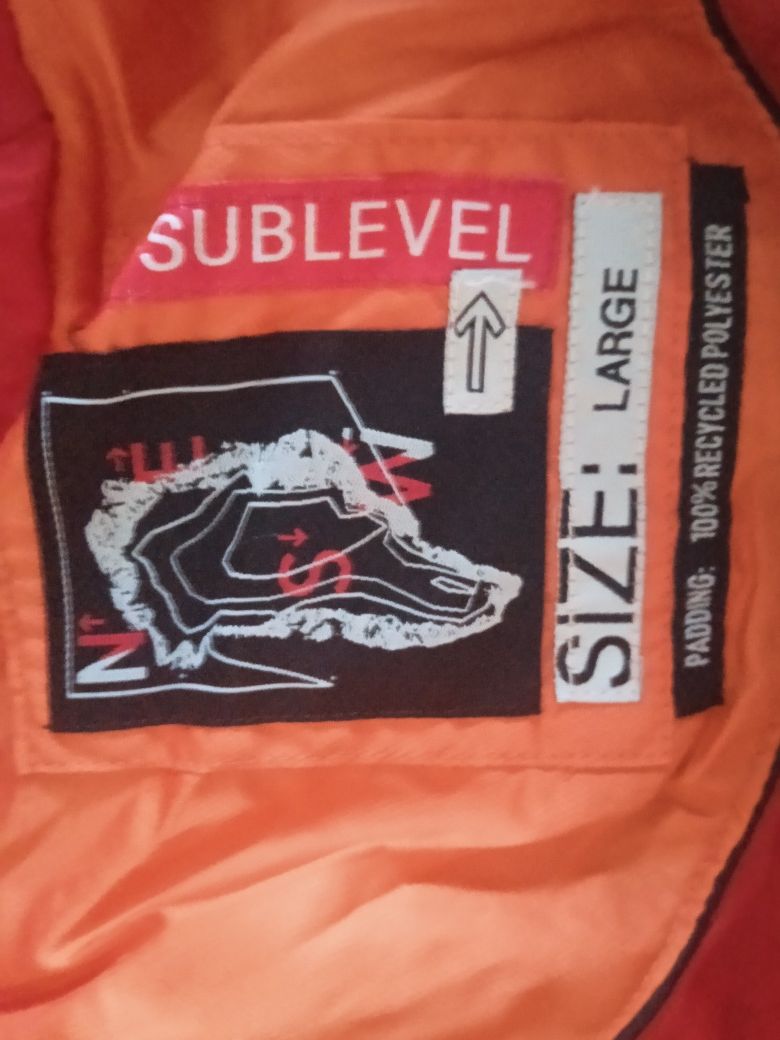 SUBLEVEL
N
E
S
W
SIZE: LARGE
PADDING: 100% RECYCLED POLYESTER